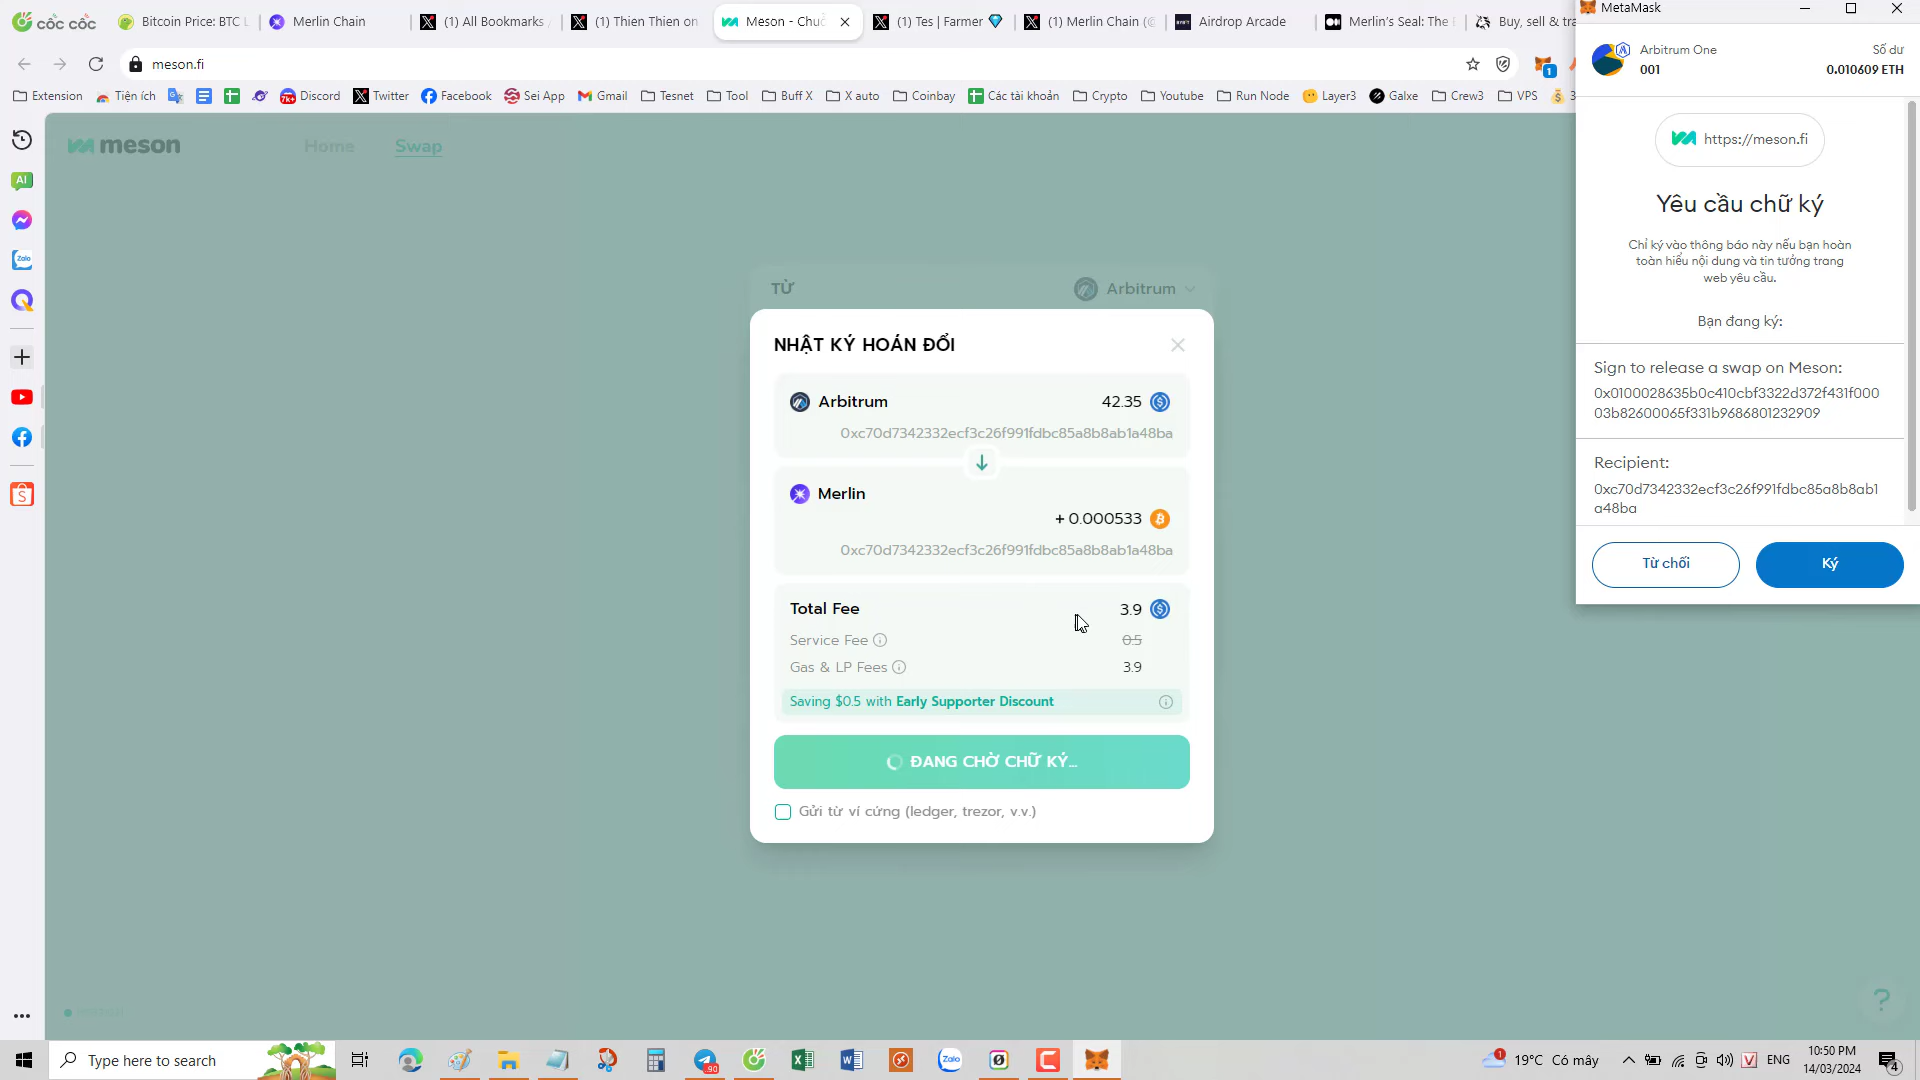 cốc cốc
Bitcoin Price: BTC L
Merlin Chain
(1) All Bookmarks
(1) Thien Thien on
Meson - Chuỗ
(1) Tes | Farmer
(1) Merlin Chain (@
Airdrop Arcade
Merlin's Seal: The E
Buy, sell & tra
meson.fi
1
Extension
Tiện ích
Discord
Twitter
Facebook
Sei App
Gmail
Tesnet
Tool
Buff X
X auto
Coinbay
Các tài khoản
Crypto
Youtube
Run Node
Layer3
Galxe
Crew3
VPS
3
meson
Home
Swap
TỪ
Arbitrum
NHẬT KÝ HOÁN ĐỔI
Arbitrum
42.35
0xc70d7342332ecf3c26f991fdbc85a8b8ab1a48ba
Merlin
+ 0.000533
0xc70d7342332ecf3c26f991fdbc85a8b8ab1a48ba
Total Fee
3.9
Service Fee
0.5
Gas & LP Fees
3.9
Saving $0.5 with Early Supporter Discount
ĐANG CHỜ CHỮ KÝ...
Gửi từ ví cứng (ledger, trezor, v.v.)
MetaMask
Arbitrum One
001
Số dư
0.010609 ETH
https://meson.fi
Yêu cầu chữ ký
Chỉ ký vào thông báo này nếu bạn hoàn
toàn hiểu nội dung và tin tưởng trang
web yêu cầu.
Bạn đang ký:
Sign to release a swap on Meson:
0x0100028635b0c410cbf3322d372f431f000
03b82600065f331b9686801232909
Recipient:
0xc70d7342332ecf3c26f991fdbc85a8b8ab1
a48ba
Từ chối
Ký
Type here to search
19°C Có mây
ENG
10:50 PM
14/03/2024
4